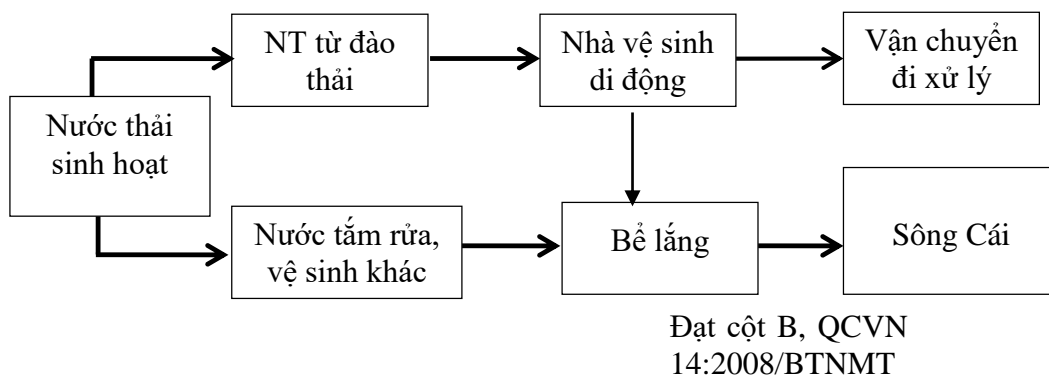 NT từ đào
thải
Nhà vệ sinh
di động
Vận chuyển
đi xử lý
Nước thải
sinh hoạt
Nước tắm rửa,
vệ sinh khác
Bể lắng
Sông Cái
Đạt cột B, QCVN
14:2008/BTNMT